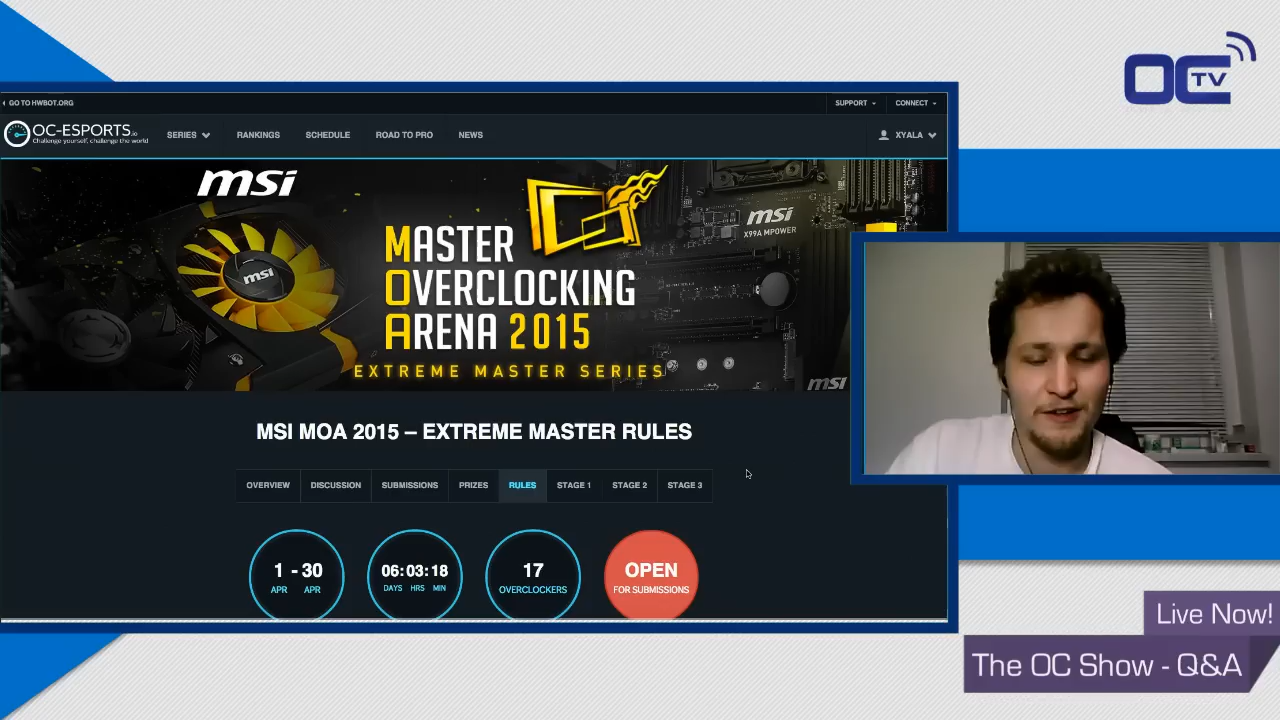 OC TV
GO TO HWBOT.ORG
SUPPORT
CONNECT
OC-ESPORTS.io
Challenge yourself, challenge the world
SERIES
RANKINGS
SCHEDULE
ROAD TO PRO
NEWS
XYALA
msi
msi
MASTER
OVERCLOCKING
ARENA 2015
EXTREME MASTER SERIES
msi
X99A MPOWER
msi
MSI MOA 2015 – EXTREME MASTER RULES
OVERVIEW
DISCUSSION
SUBMISSIONS
PRIZES
RULES
STAGE 1
STAGE 2
STAGE 3
1 - 30
APR APR
06:03:18
DAYS HRS MIN
17
OVERCLOCKERS
OPEN
FOR SUBMISSIONS
Live Now!
The OC Show - Q&A